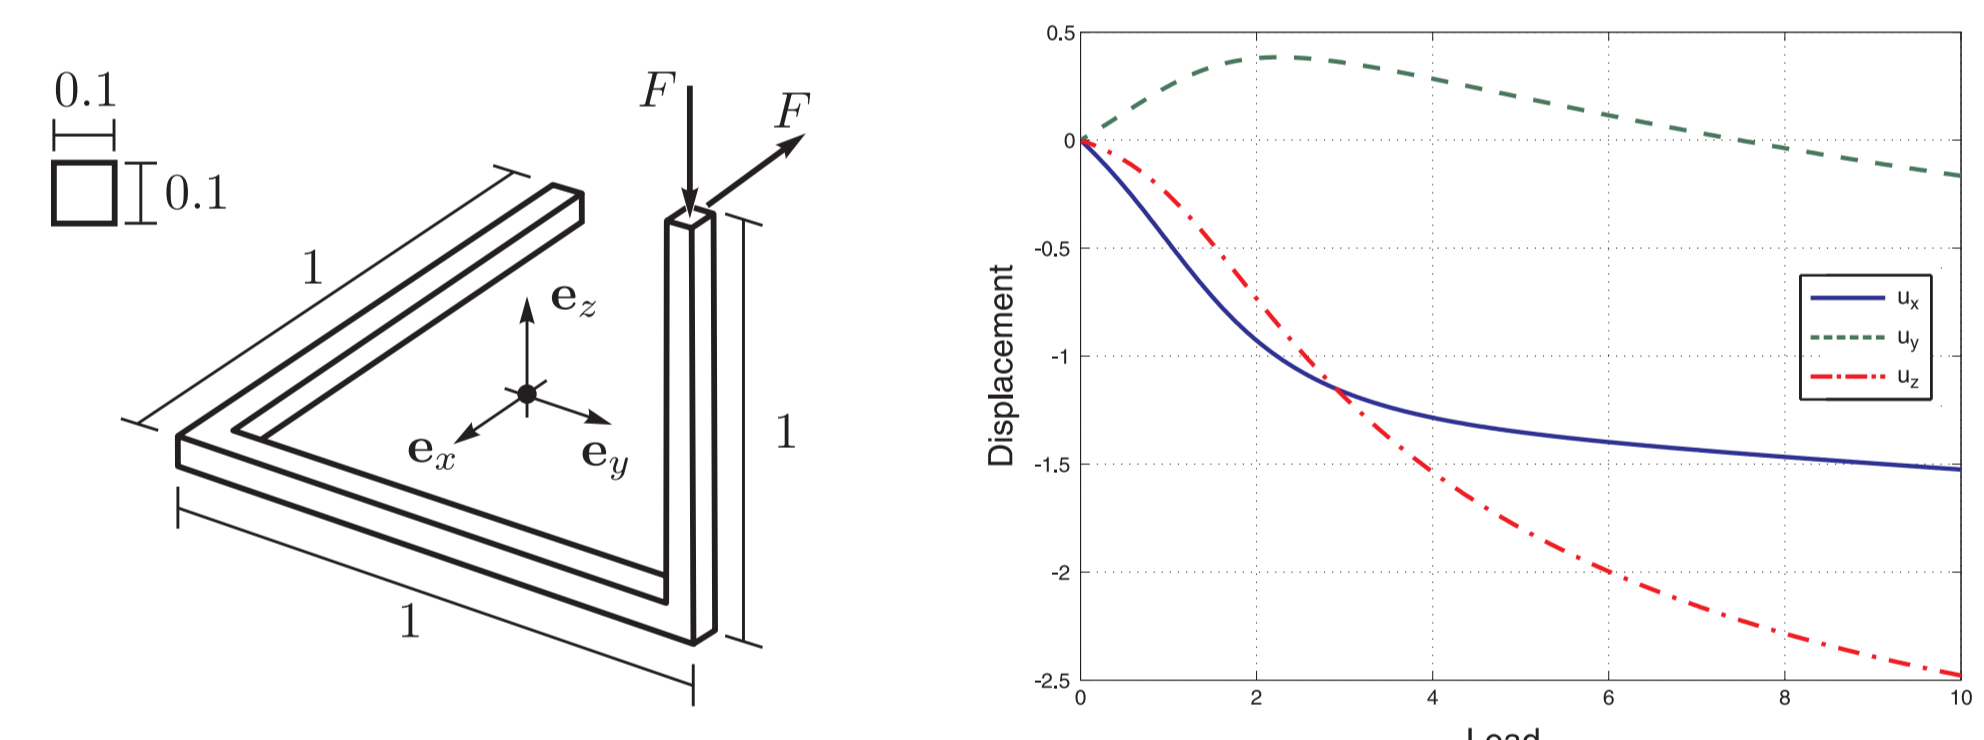 0.1
0.1
1
1
1
F
F
e_z
e_x
e_y
0.5
0
-0.5
-1
-1.5
-2
-2.5
0 2 4 6 8 10
Displacement
Load
u_x
u_y
u_z